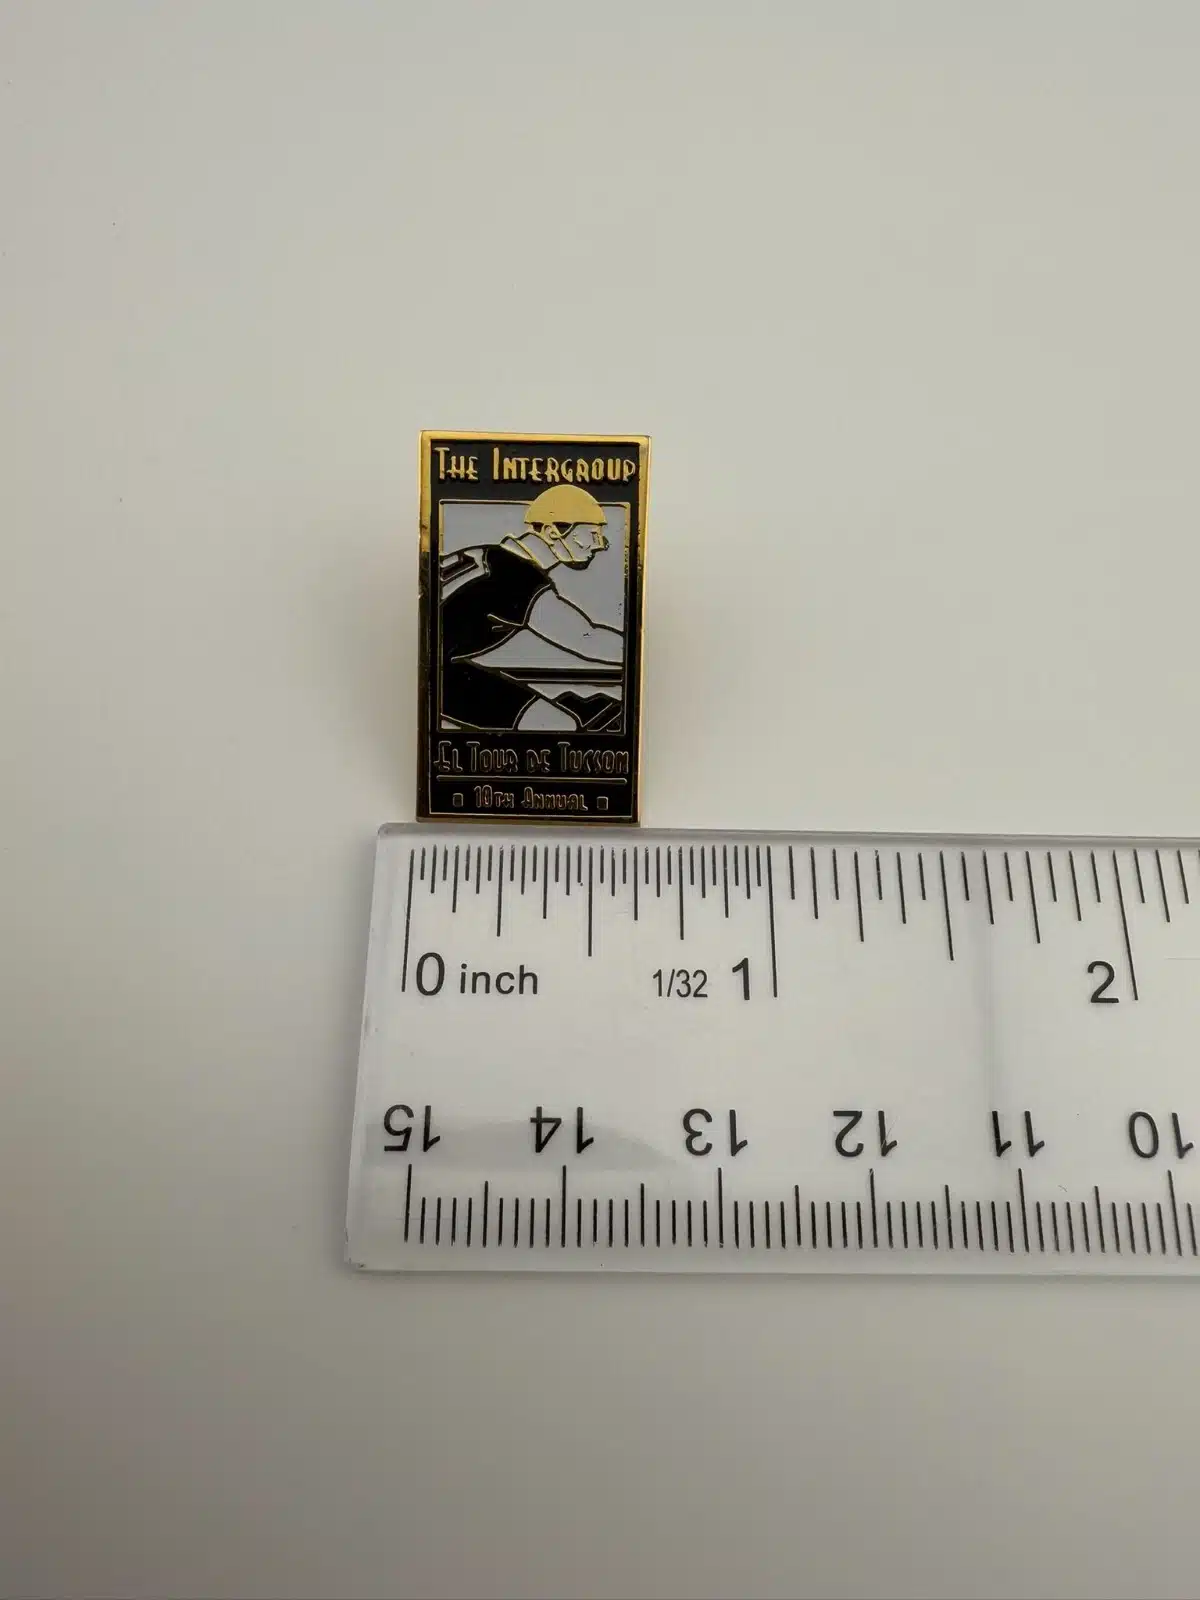 THE INTERGROUP
EL TOUR DE TUCSON
10TH ANNUAL
0 inch 1/32 1 2
15 14 13 12 11 10